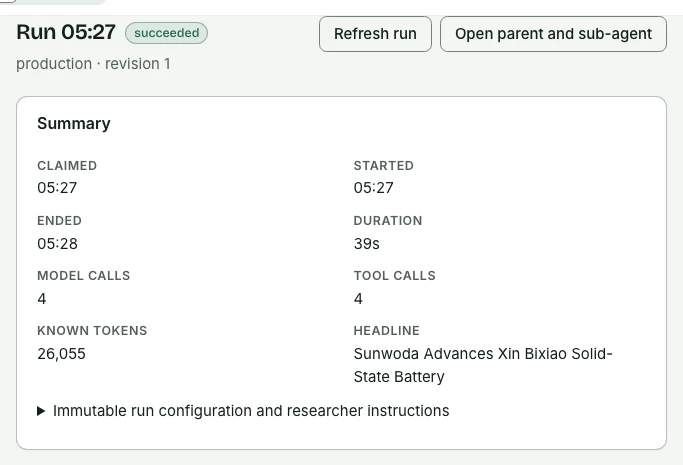 Run 05:27 succeeded
Refresh run
Open parent and sub-agent
production · revision 1
Summary
CLAIMED
05:27
STARTED
05:27
ENDED
05:28
DURATION
39s
MODEL CALLS
4
TOOL CALLS
4
KNOWN TOKENS
26,055
HEADLINE
Sunwoda Advances Xin Bixiao Solid-
State Battery
Immutable run configuration and researcher instructions